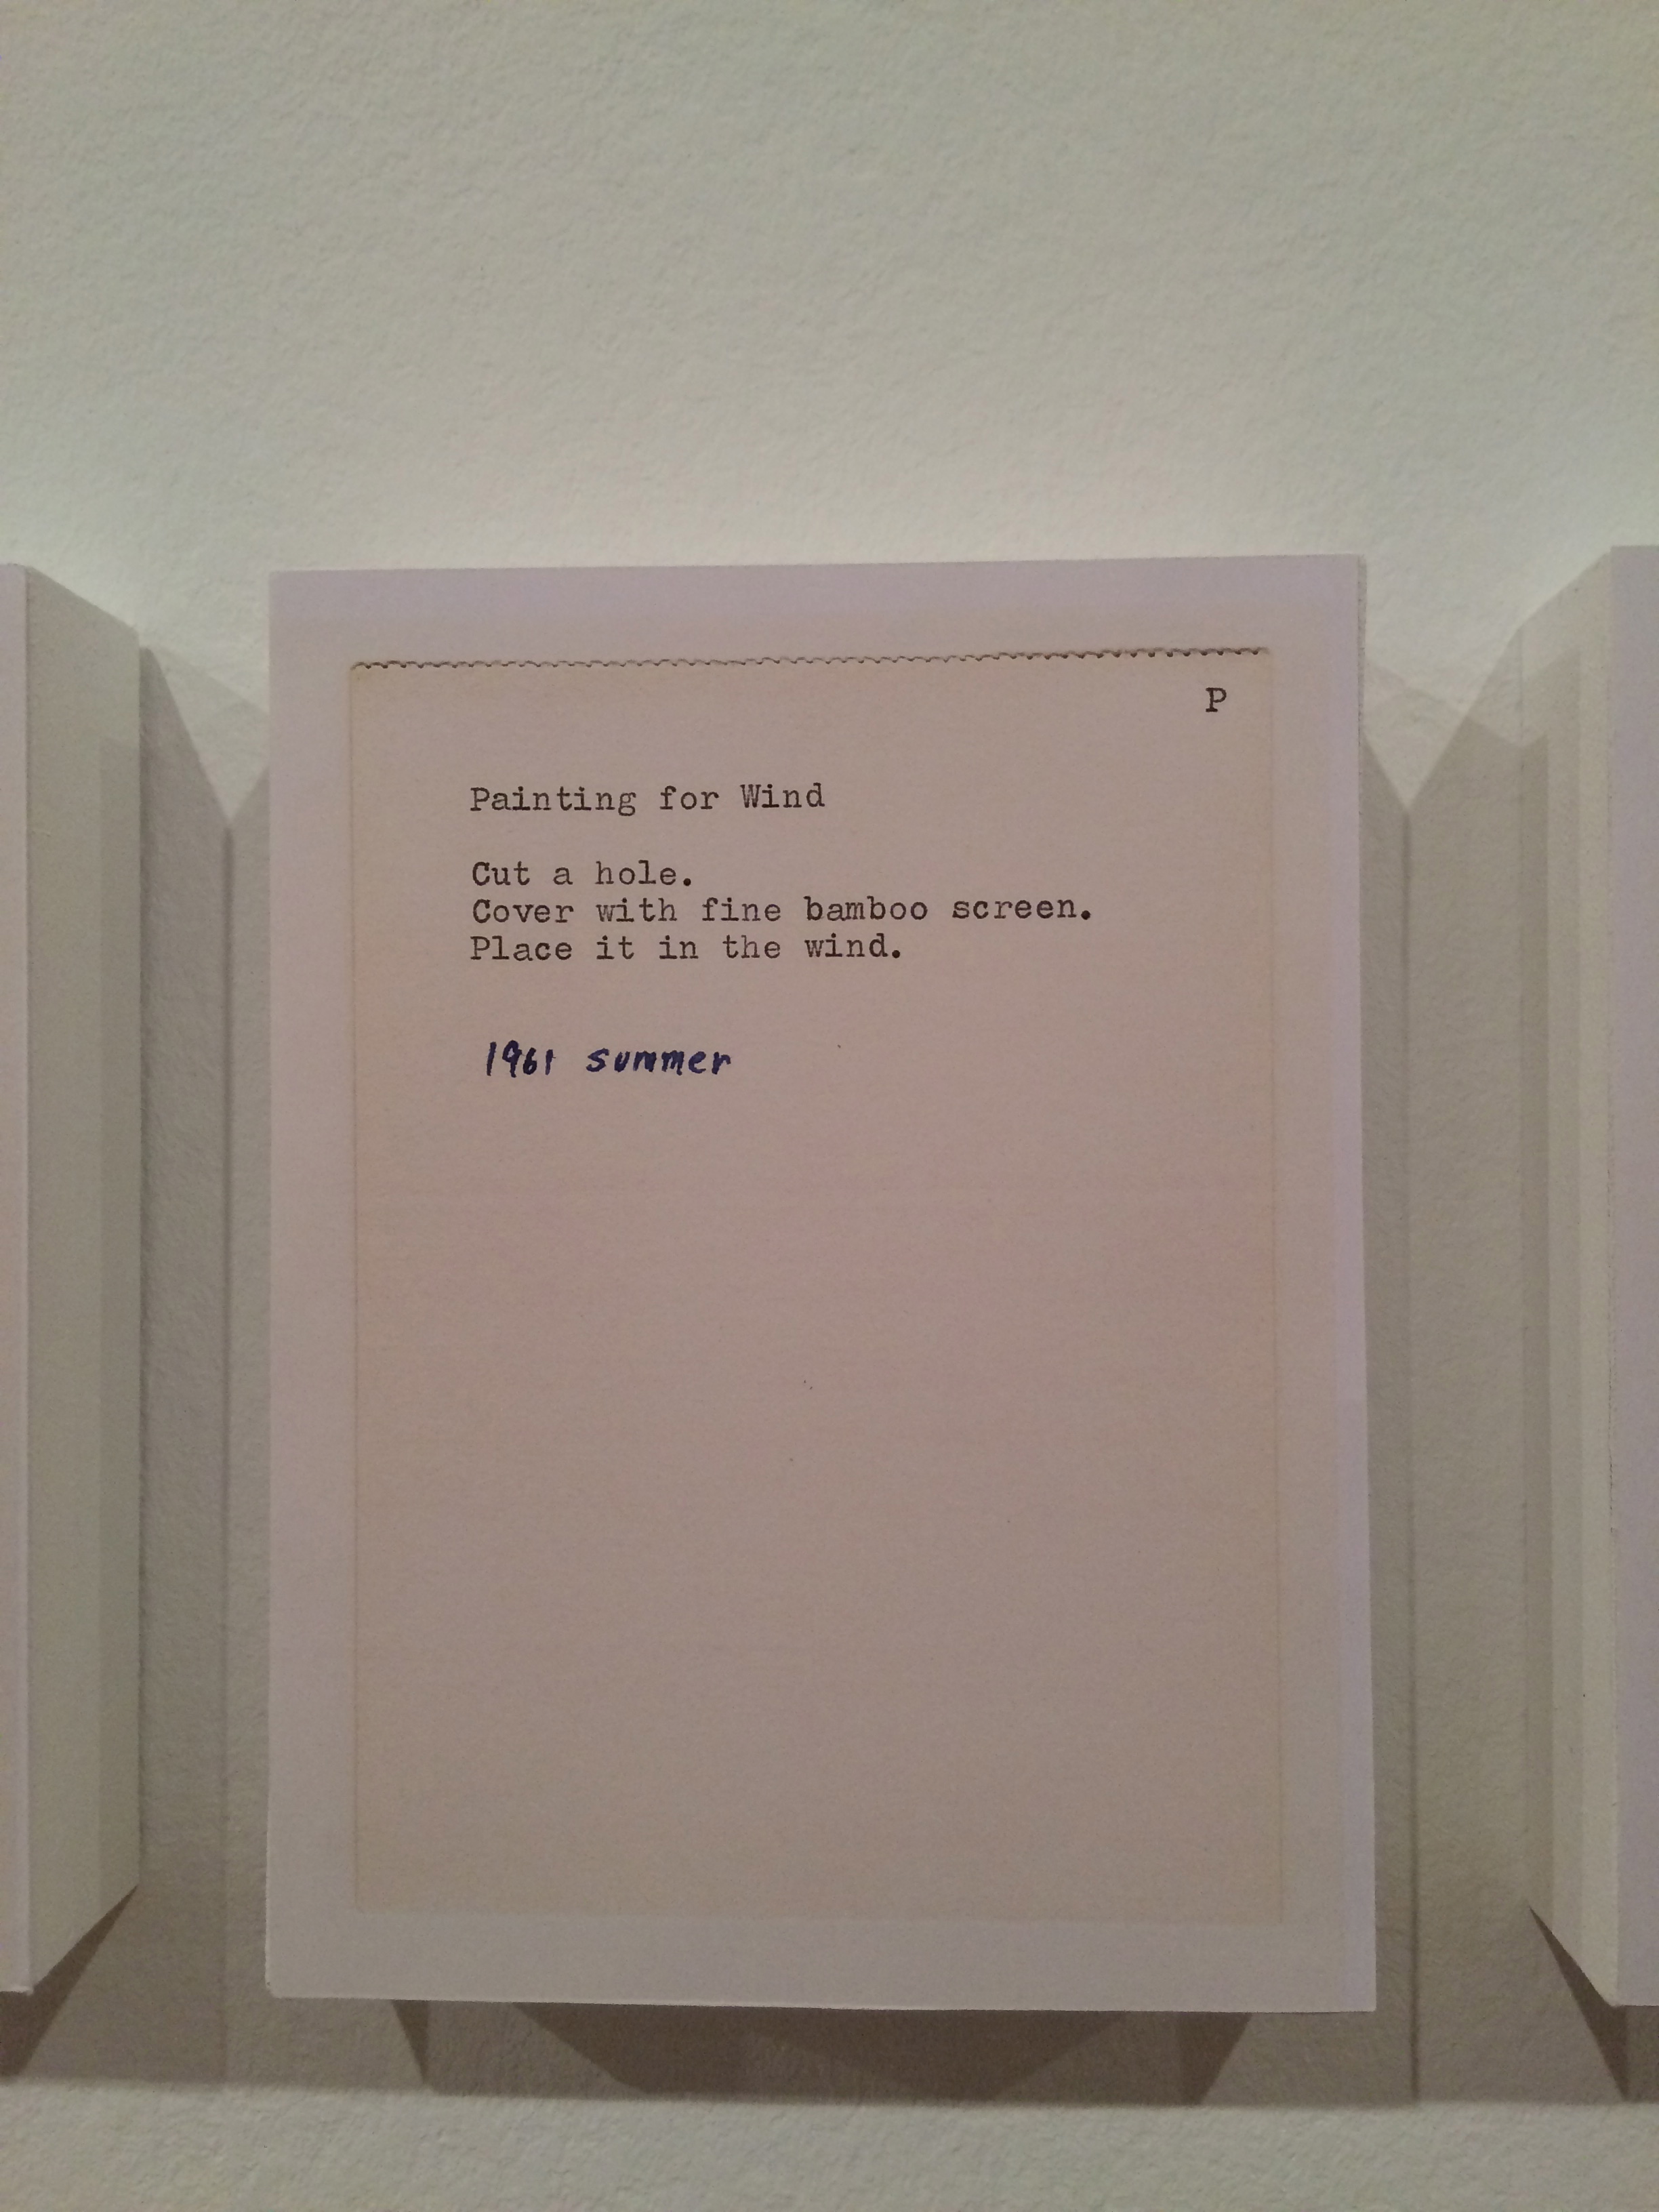 P
Painting for Wind
Cut a hole.
Cover with fine bamboo screen.
Place it in the wind.
1961 summer